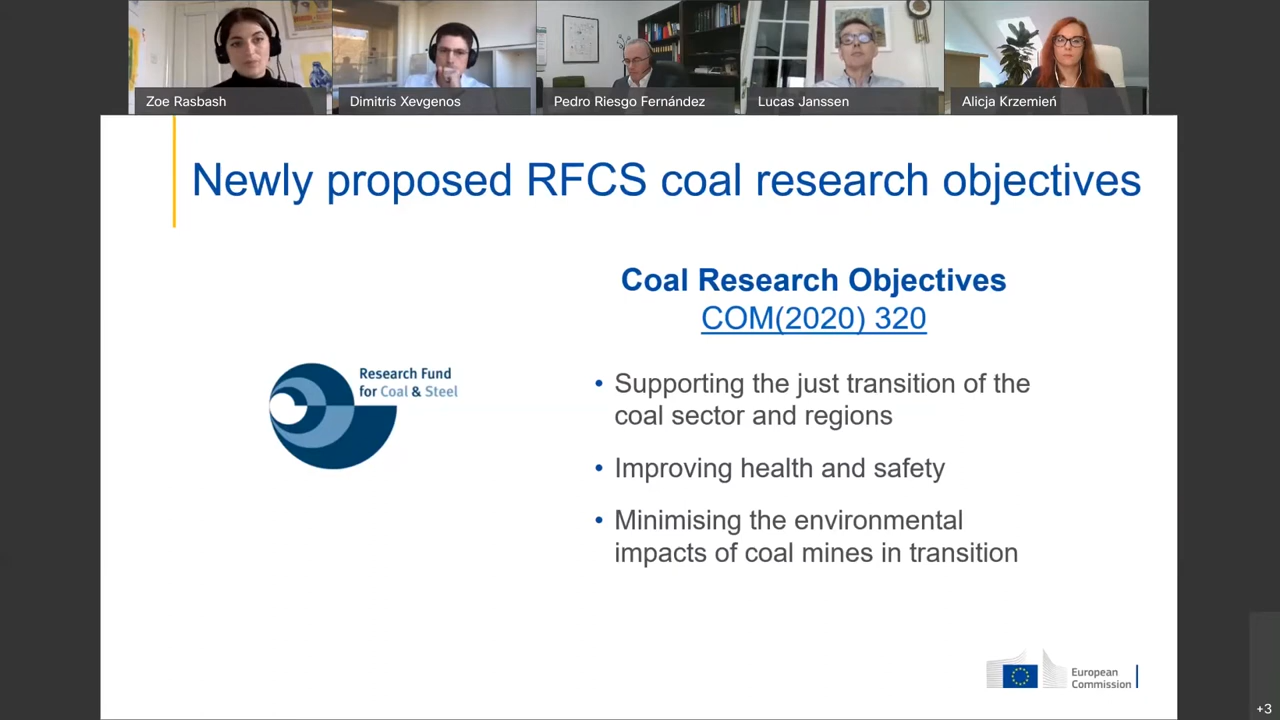 Zoe Rasbash
Dimitris Xevgenos
Pedro Riesgo Fernández
Lucas Janssen
Alicja Krzemień
Newly proposed RFCS coal research objectives
Coal Research Objectives
COM(2020) 320
Research Fund
for Coal & Steel
• Supporting the just transition of the
coal sector and regions
• Improving health and safety
• Minimising the environmental
impacts of coal mines in transition
European
Commission
+3